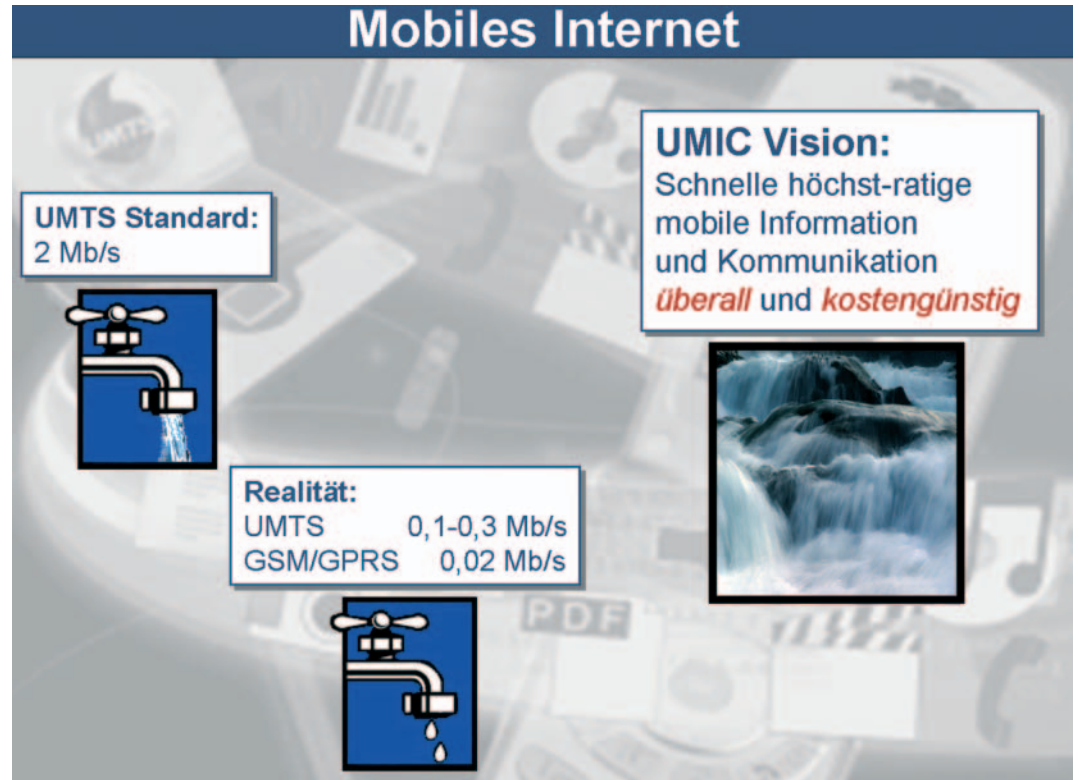 Mobiles Internet
UMTS
UMTS Standard:
2 Mb/s
UMIC Vision:
Schnelle höchst-ratige
mobile Information
und Kommunikation
überall und kostengünstig
Realität:
UMTS 0,1-0,3 Mb/s
GSM/GPRS 0,02 Mb/s
PDF